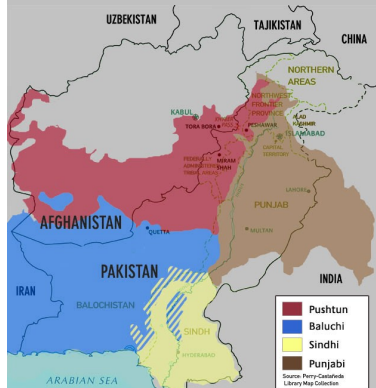 UZBEKISTAN
TAJIKISTAN
CHINA
NORTHERN
AREAS
NORTHWEST
FRONTIER
PROVINCE
KABUL
TORA BORA
PESHAWAR
AZAD
KASHMIR
ISLAMABAD
CAPITAL
TERRITORY
FEDERALLY
ADMINISTERED
TRIBAL AREAS
MIRAM
SHAH
PUNJAB
LAHORE
AFGHANISTAN
QUETTA
MULTAN
PAKISTAN
INDIA
IRAN
BALOCHISTAN
SINDH
HYDERABAD
ARABIAN SEA
Pushtun
Baluchi
Sindhi
Punjabi
Source: Perry-Castañeda
Library Map Collection